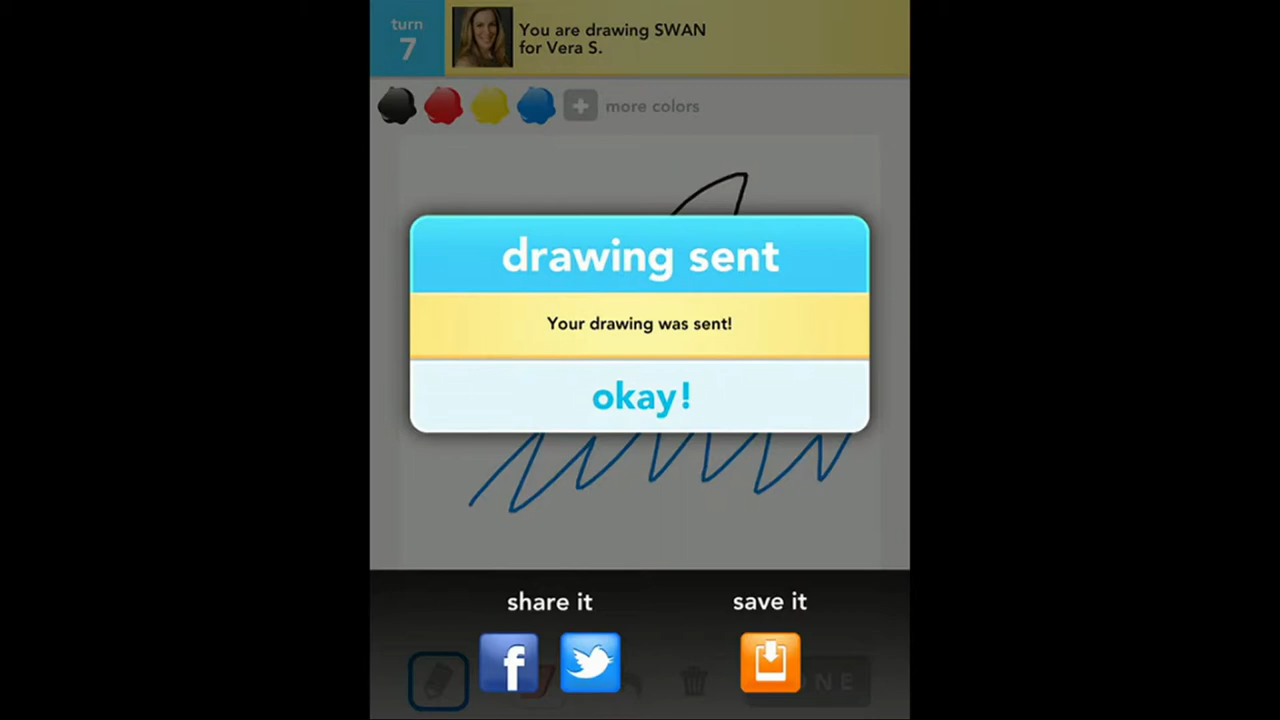 turn
7
You are drawing SWAN
for Vera S.
more colors
drawing sent
Your drawing was sent!
okay!
share it
save it